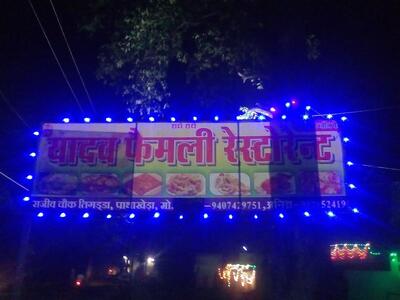 राधे राधे
यादव फेमली रेस्टोरेन्ट
राजीव चौक तिगड्डा, पाथाखेड़ा, मो. -9407479751,